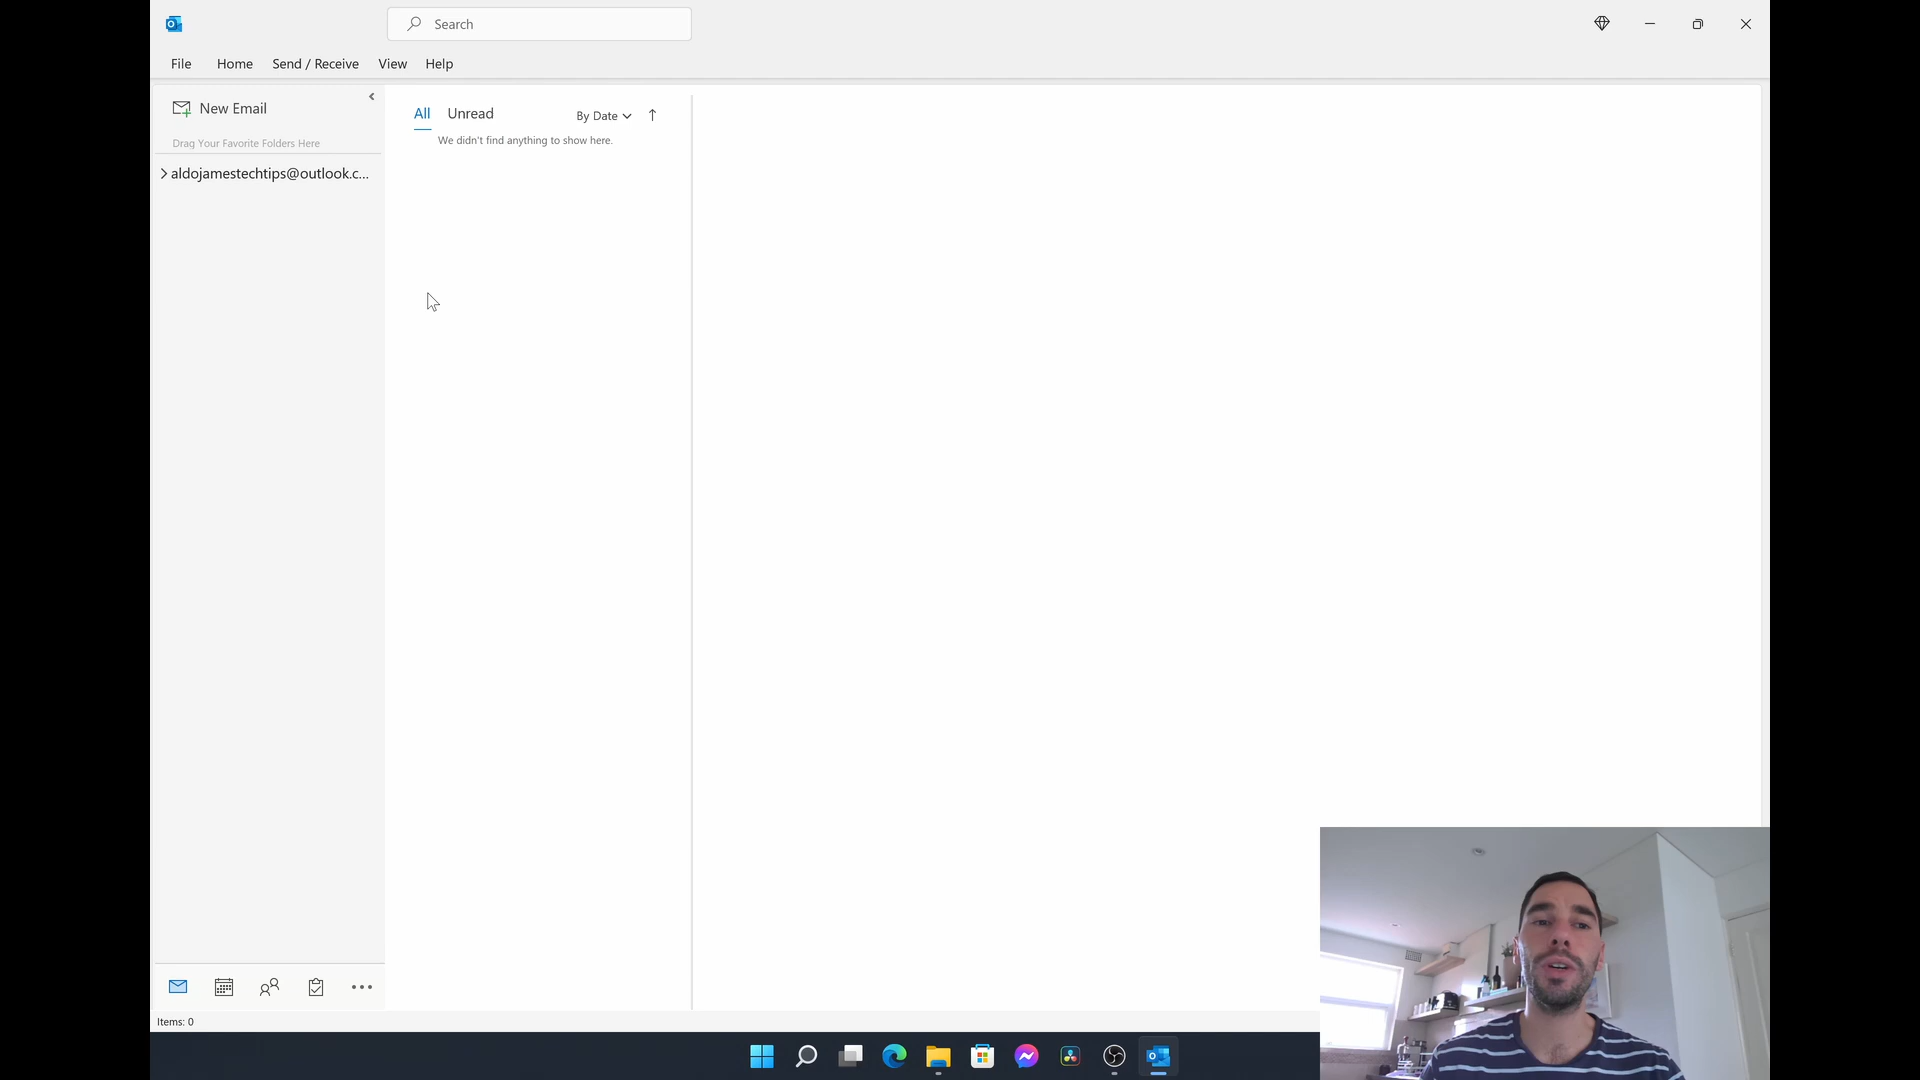 Search
File Home Send / Receive View Help
New Email
Drag Your Favorite Folders Here
aldojamestechtips@outlook.c...
All Unread By Date
We didn't find anything to show here.
Items: 0